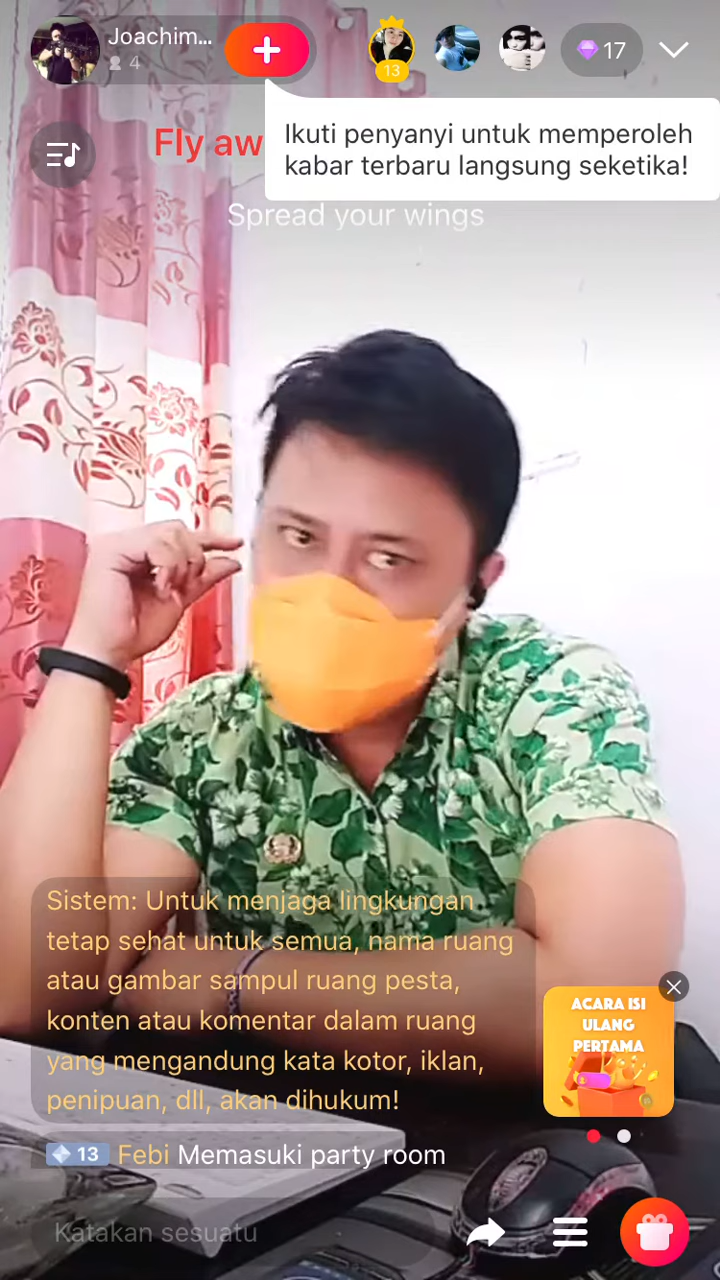 Joachim...
4
13
17
Ikuti penyanyi untuk memperoleh
kabar terbaru langsung seketika!
Fly aw
Spread your wings
Sistem: Untuk menjaga lingkungan
tetap sehat untuk semua, nama ruang
atau gambar sampul ruang pesta,
konten atau komentar dalam ruang
yang mengandung kata kotor, iklan,
penipuan, dll, akan dihukum!
ACARA ISI
ULANG
PERTAMA
13 Febi Memasuki party room
Katakan sesuatu